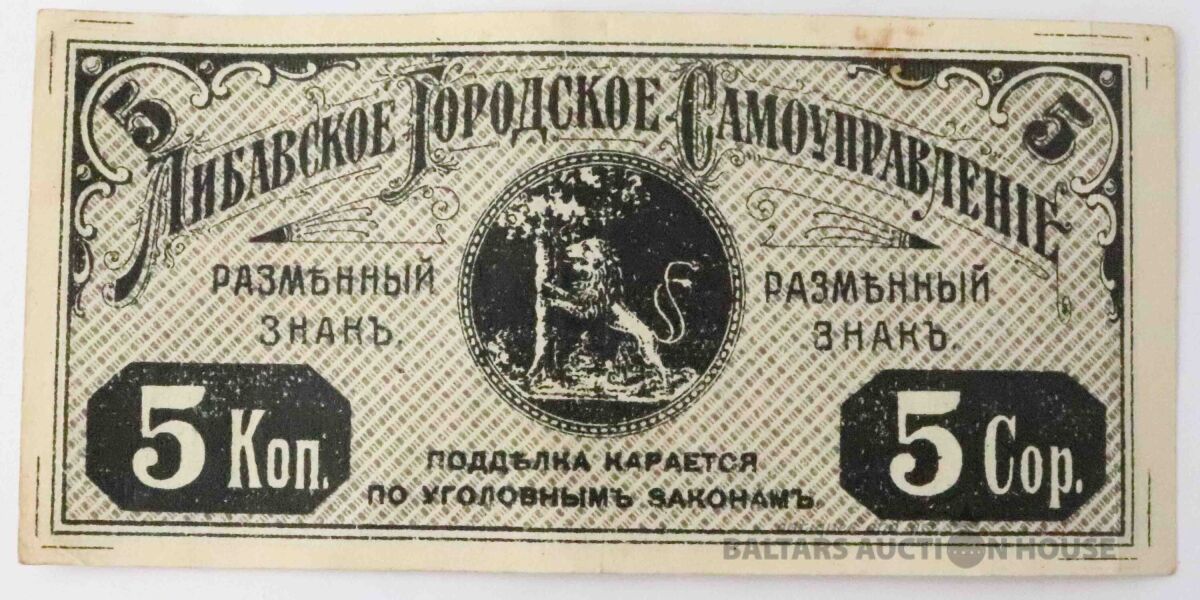 5
5
Либавское Городское Самоуправленіе
РАЗМѢННЫЙ
ЗНАКЪ.
РАЗМѢННЫЙ
ЗНАКЪ.
5 Коп.
ПОДДѢЛКА КАРАЕТСЯ
ПО УГОЛОВНЫМЪ ЗАКОНАМЪ.
5 Cop.
BALTARS AUCTION HOUSE